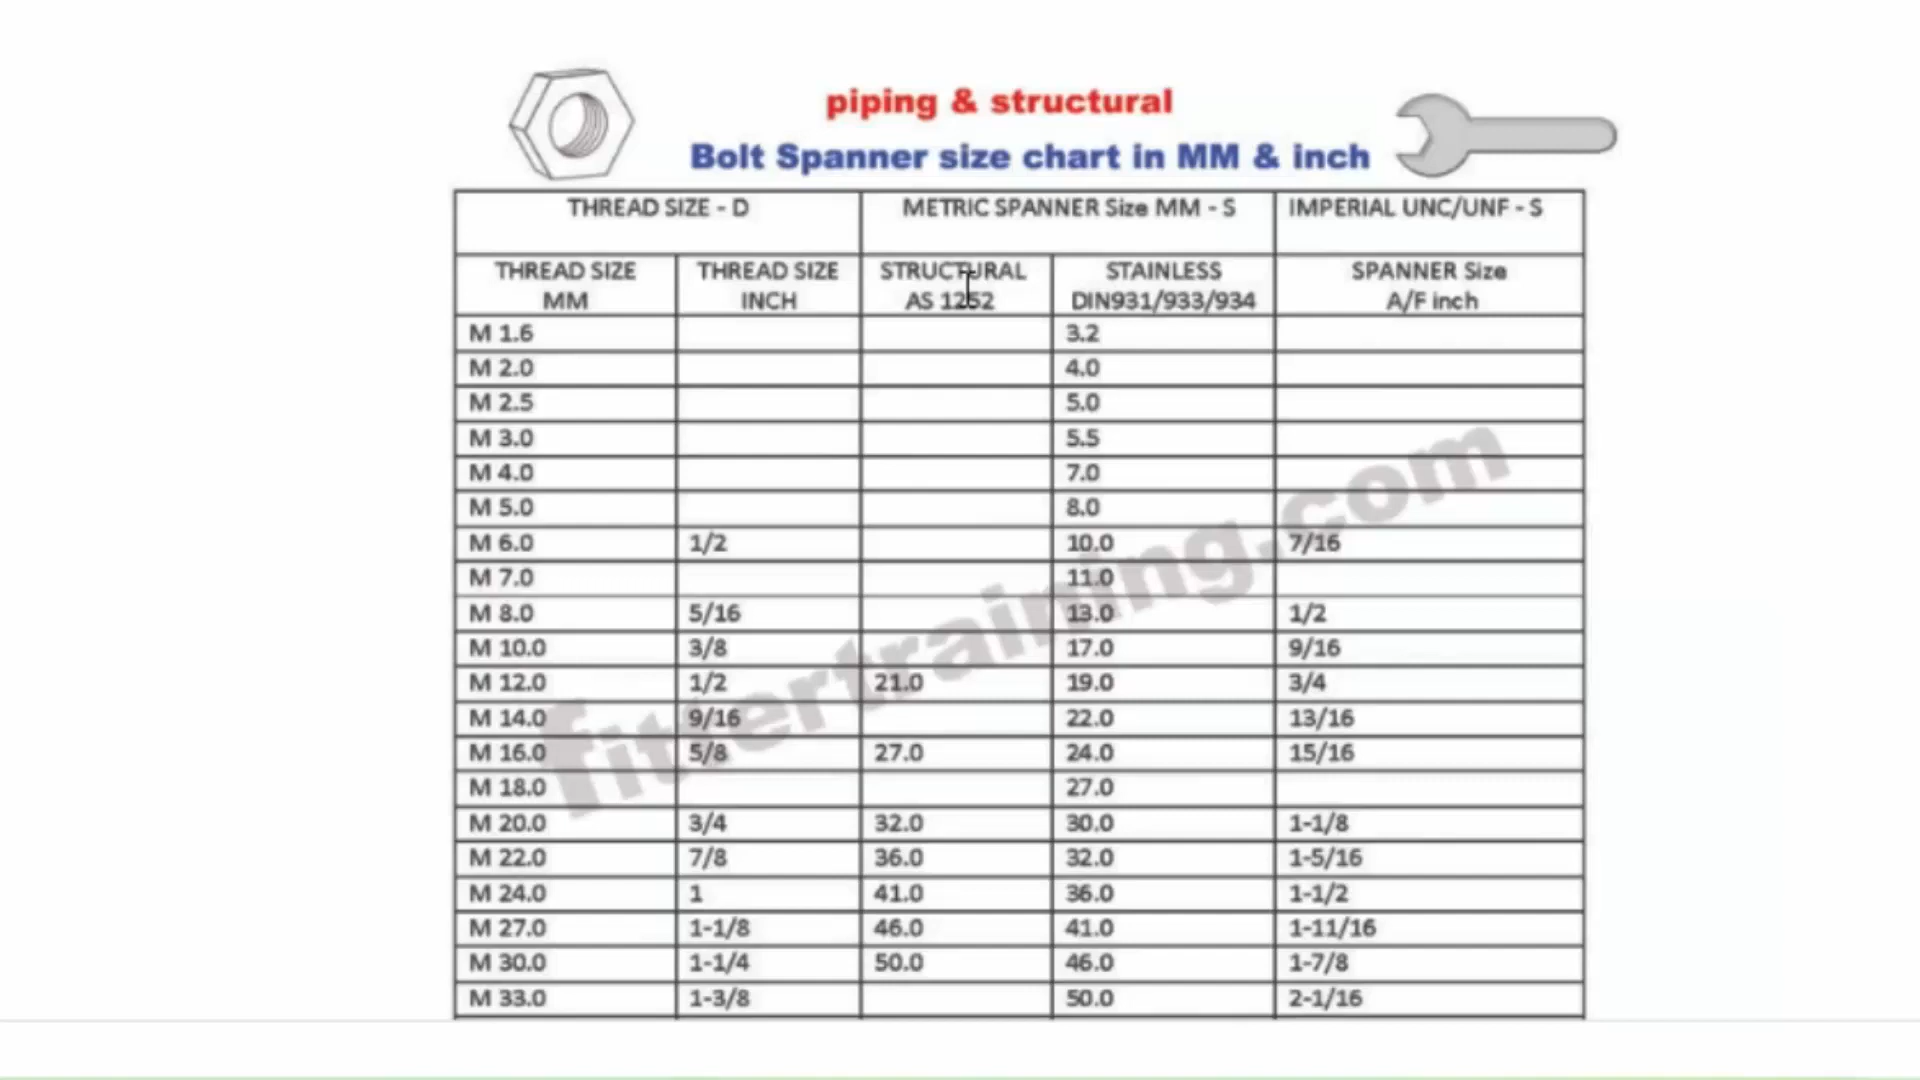 piping & structural
Bolt Spanner size chart in MM & inch
THREAD SIZE - D METRIC SPANNER Size MM - S IMPERIAL UNC/UNF - S
THREAD SIZE MM THREAD SIZE INCH STRUCTURAL AS 1252 STAINLESS DIN931/933/934 SPANNER Size A/F inch
M 1.6 3.2
M 2.0 4.0
M 2.5 5.0
M 3.0 5.5
M 4.0 7.0
M 5.0 8.0
M 6.0 1/2 10.0 7/16
M 7.0 11.0
M 8.0 5/16 13.0 1/2
M 10.0 3/8 17.0 9/16
M 12.0 1/2 21.0 19.0 3/4
M 14.0 9/16 22.0 13/16
M 16.0 5/8 27.0 24.0 15/16
M 18.0 27.0
M 20.0 3/4 32.0 30.0 1-1/8
M 22.0 7/8 36.0 32.0 1-5/16
M 24.0 1 41.0 36.0 1-1/2
M 27.0 1-1/8 46.0 41.0 1-11/16
M 30.0 1-1/4 50.0 46.0 1-7/8
M 33.0 1-3/8 50.0 2-1/16
fittertraining.com